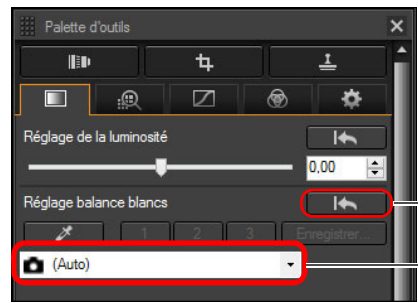 Palette d'outils
Réglage de la luminosité
0,00
Réglage balance blancs
1 2 3 Enregistrer...
(Auto)